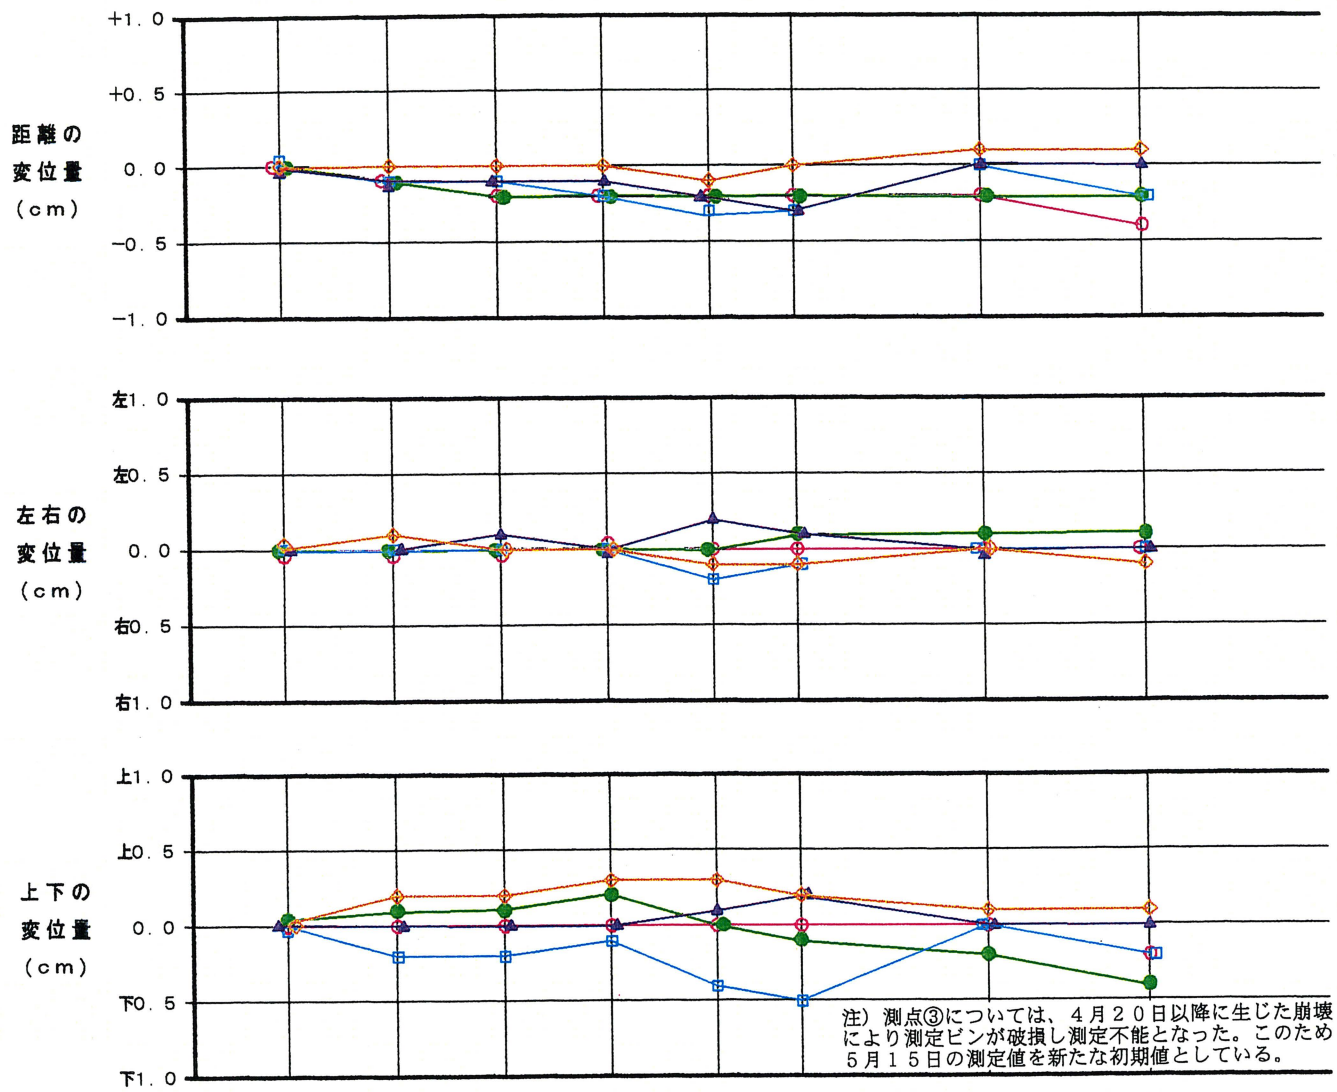 +1.0
+0.5
距離の
変位量
(cm)
0.0
-0.5
-1.0
左1.0
左0.5
左右の
変位量
(cm)
0.0
右0.5
右1.0
上1.0
上0.5
上下の
変位量
(cm)
0.0
下0.5
下1.0
注) 測点③については、4月20日以降に生じた崩壊
により測定ピンが破損し測定不能となった。このため
5月15日の測定値を新たな初期値としている。